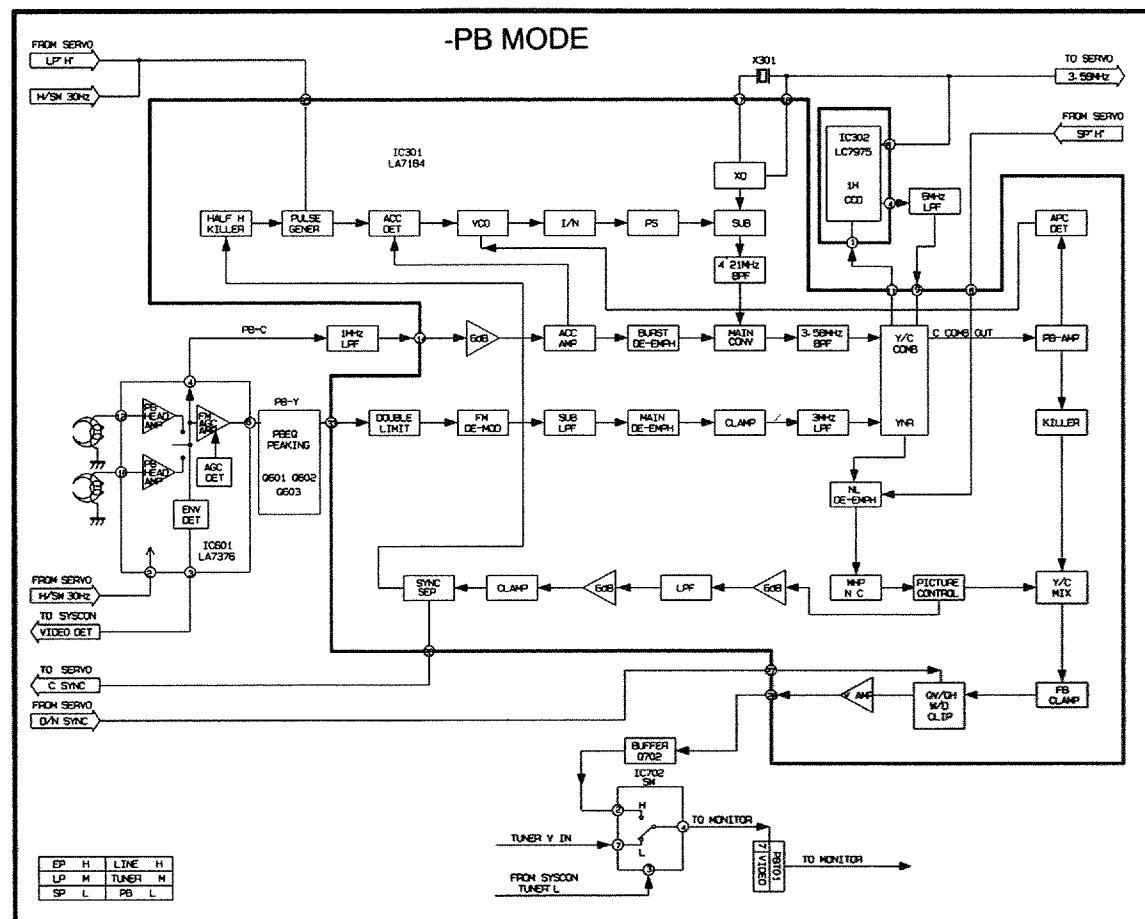 -PB MODE
FROM SERVO
LP"H"
H/SW 30Hz
X301
TO SERVO
3.58MHz
FROM SERVO
SP"H"
IC301
LA7184
IC302
LC7975
1H
CCD
XO
6MHz
LPF
HALF H
KILLER
PULSE
GENER
ACC
DET
VCO
I/N
PS
SUB
APC
DET
4.21MHz
BPF
PB-C
1MHz
LPF
6dB
ACC
AMP
BURST
DE-EMPH
MAIN
CONV
3.58MHz
BPF
Y/C
COMB
C COMB OUT
PB-AMP
YNR
PB-Y
PB
HEAD
AMP
FM
AGC
AMP
PBEQ
PEAKING
Q601 Q602
Q603
DOUBLE
LIMIT
FM
DE-MOD
SUB
LPF
MAIN
DE-EMPH
CLAMP
3MHz
LPF
KILLER
PB
HEAD
AMP
AGC
DET
ENV
DET
IC601
LA7376
NL
DE-EMPH
FROM SERVO
H/SW 30Hz
TO SYSCON
VIDEO DET
SYNC
SEP
CLAMP
6dB
LPF
6dB
MHP
N C
PICTURE
CONTROL
Y/C
MIX
TO SERVO
C SYNC
FROM SERVO
D/N SYNC
V AMP
QV/QH
W/D
CLIP
FB
CLAMP
BUFFER
Q702
IC702
SW
H
L
TO MONITOR
TUNER V IN
FROM SYSCON
TUNER L
7 VIDEO
P8701
TO MONITOR
EP H LINE H
LP M TUNER M
SP L PB L